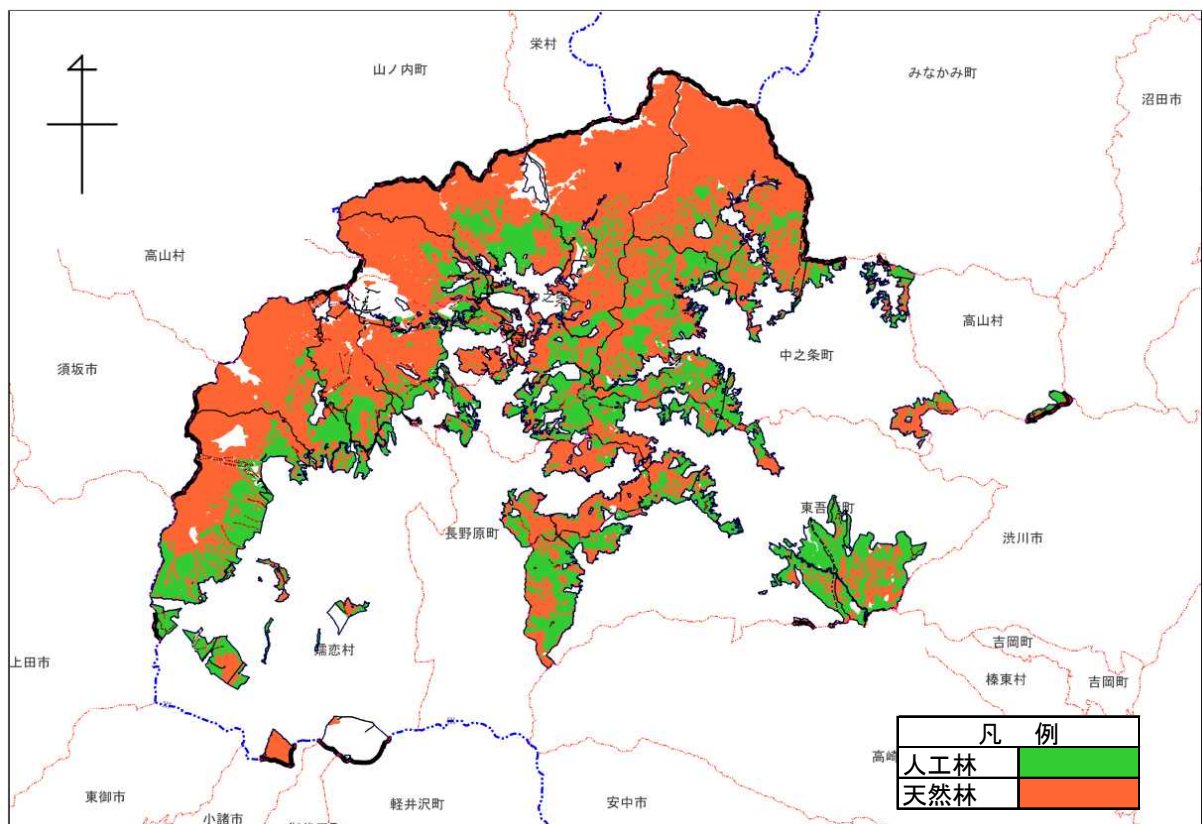 栄村
山ノ内町
みなかみ町
沼田市
高山村
高山村
中之条町
須坂市
長野原町
東吾
町
渋川市
嬬恋村
吉岡町
上田市
榛東村
吉岡町
凡 例
高崎
人工林
天然林
東御市
軽井沢町
安中市
小諸市